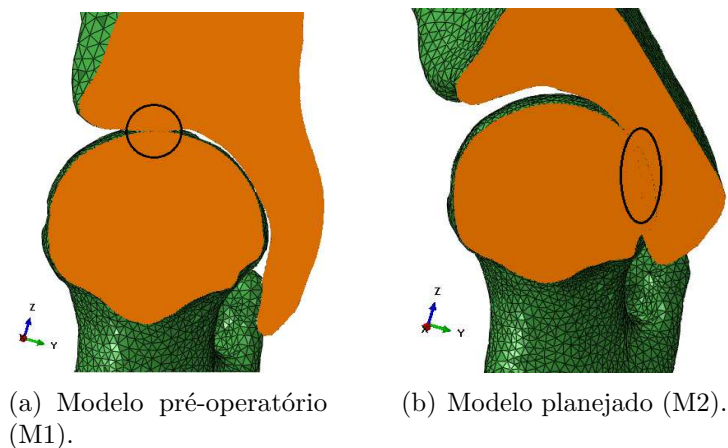 Z
Y
X
Z
Y
(a) Modelo pré-operatório
(M1).
(b) Modelo planejado (M2).